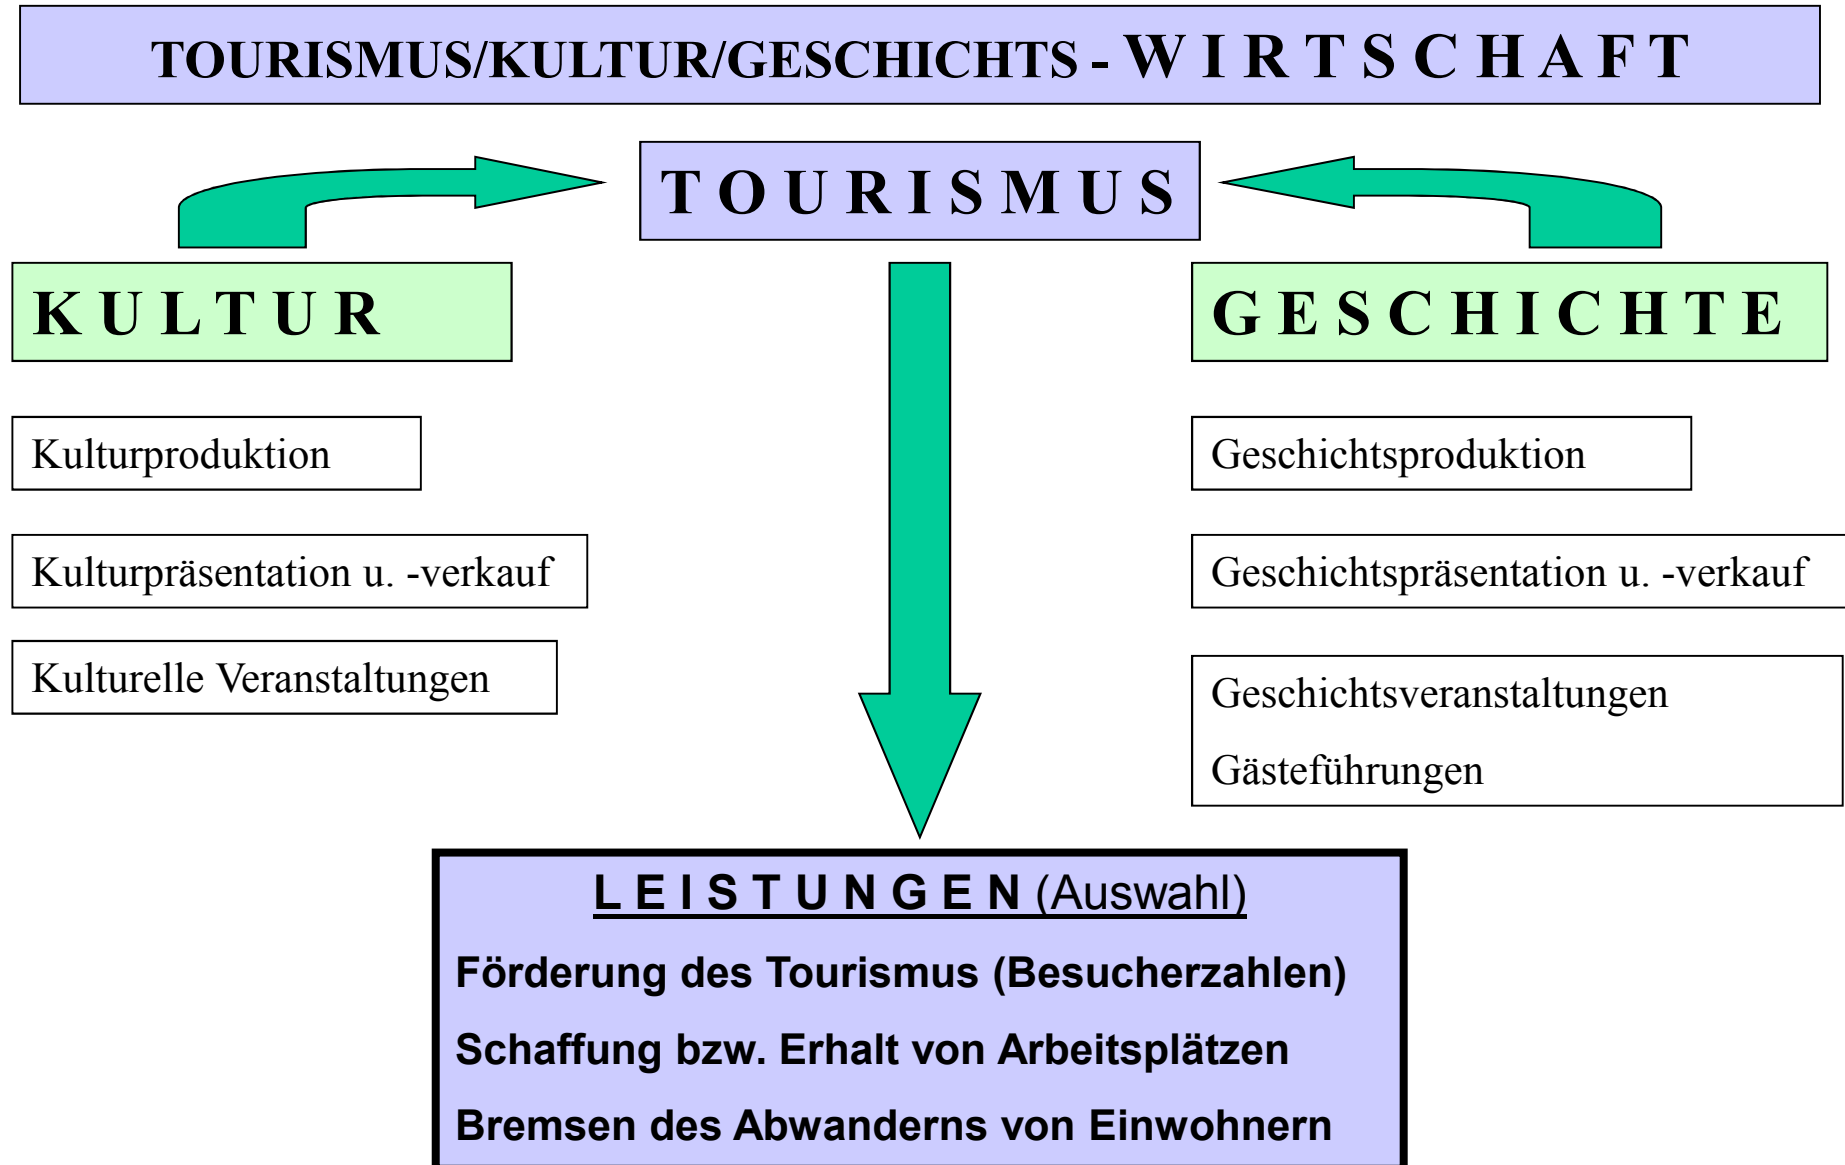 TOURISMUS/KULTUR/GESCHICHTS - W I R T S C H A F T
T O U R I S M U S
K U L T U R
Kulturproduktion
Kulturpräsentation u. -verkauf
Kulturelle Veranstaltungen
G E S C H I C H T E
Geschichtsproduktion
Geschichtspräsentation u. -verkauf
Geschichtsveranstaltungen
Gästeführungen
L E I S T U N G E N (Auswahl)
Förderung des Tourismus (Besucherzahlen)
Schaffung bzw. Erhalt von Arbeitsplätzen
Bremsen des Abwanderns von Einwohnern